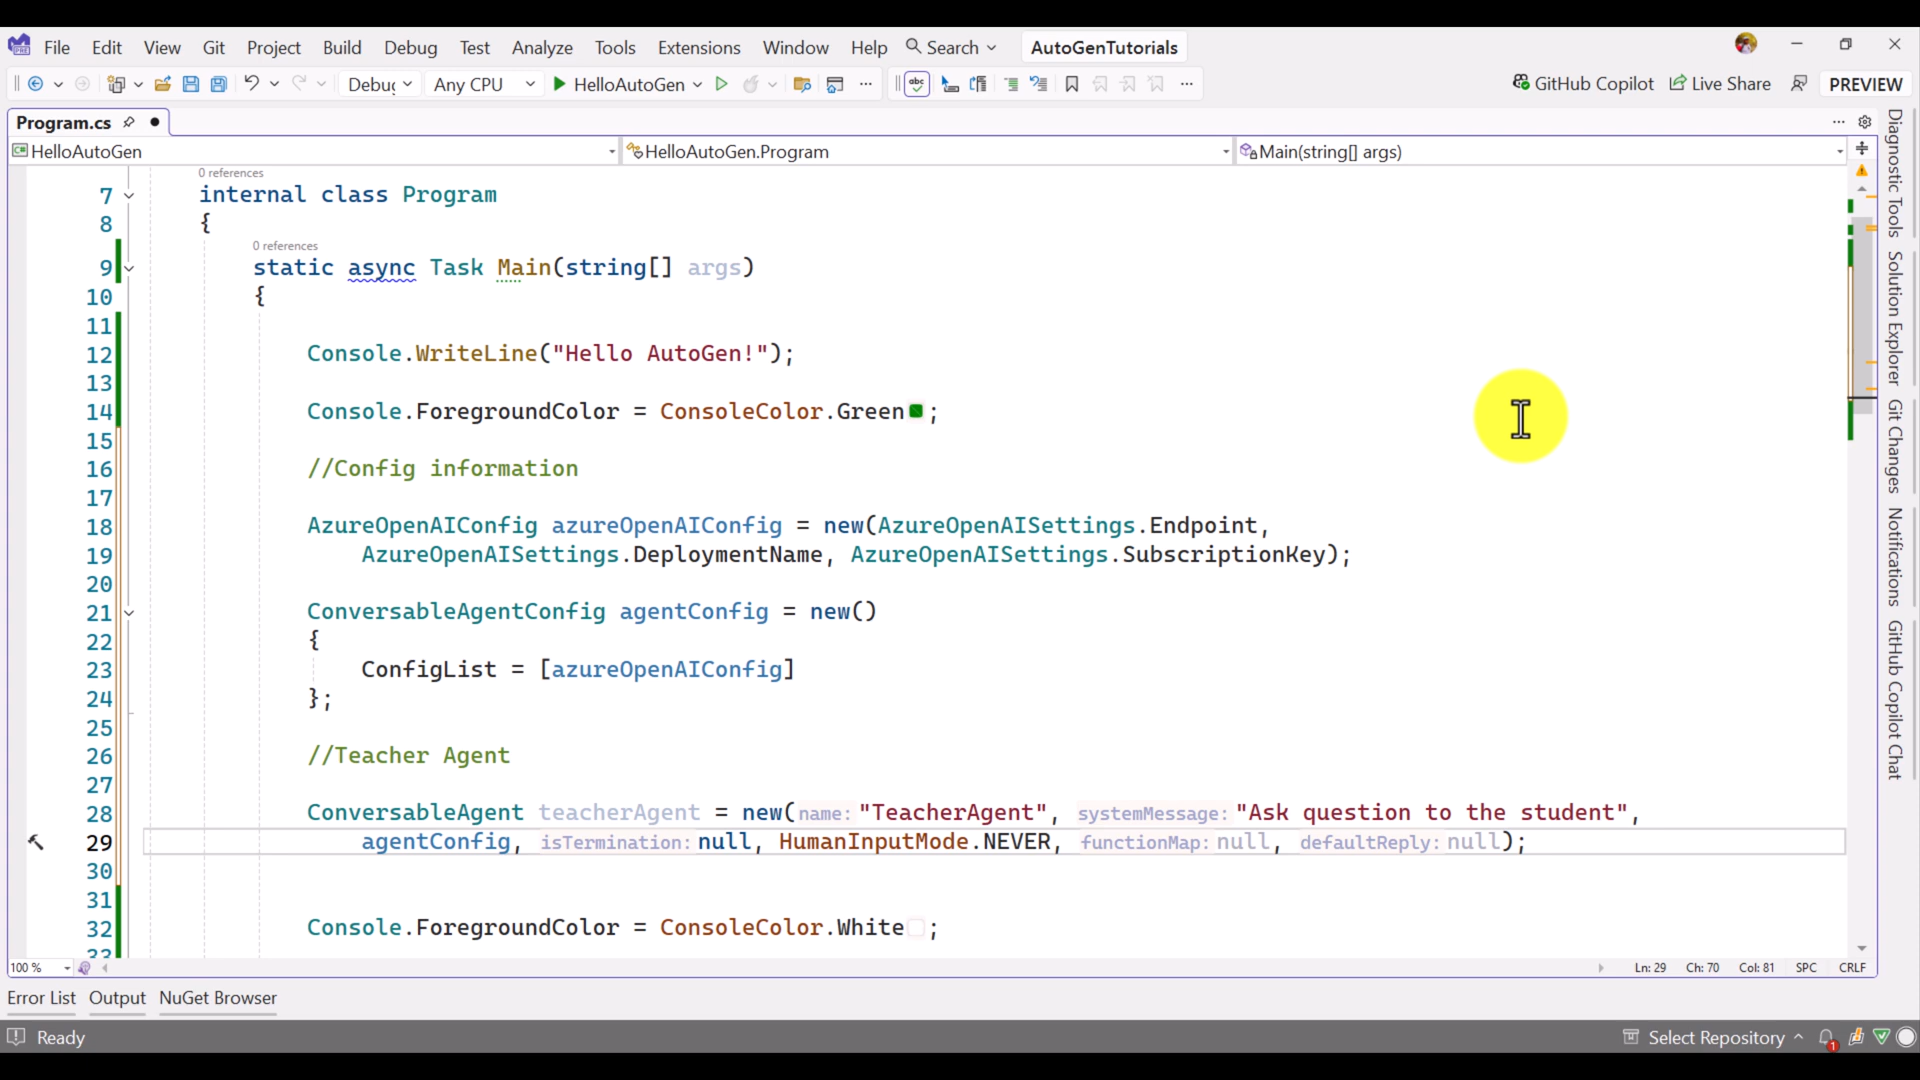 File Edit View Git Project Build Debug Test Analyze Tools Extensions Window Help Search AutoGenTutorials
Debug Any CPU HelloAutoGen GitHub Copilot Live Share PREVIEW
Program.cs
HelloAutoGen HelloAutoGen.Program Main(string[] args)
0 references
7 internal class Program
8 {
0 references
9 static async Task Main(string[] args)
10 {
11
12 Console.WriteLine("Hello AutoGen!");
13
14 Console.ForegroundColor = ConsoleColor.Green;
15
16 //Config information
17
18 AzureOpenAIConfig azureOpenAIConfig = new(AzureOpenAISettings.Endpoint,
19 AzureOpenAISettings.DeploymentName, AzureOpenAISettings.SubscriptionKey);
20
21 ConversableAgentConfig agentConfig = new()
22 {
23 ConfigList = [azureOpenAIConfig]
24 };
25
26 //Teacher Agent
27
28 ConversableAgent teacherAgent = new(name: "TeacherAgent", systemMessage: "Ask question to the student",
29 agentConfig, isTermination: null, HumanInputMode.NEVER, functionMap: null, defaultReply: null);
30
31
32 Console.ForegroundColor = ConsoleColor.White;
33
100 % Ln: 29 Ch: 70 Col: 81 SPC CRLF
Error List Output NuGet Browser
Ready Select Repository 1
Diagnostic Tools
Solution Explorer
Git Changes
Notifications
GitHub Copilot Chat